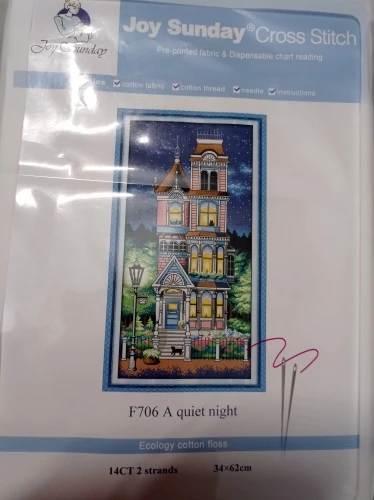 Joy Sunday® Cross Stitch
Joy Sunday
Pre-printed fabric & Dispensable chart reading
cotton fabric cotton thread needle instructions
F706 A quiet night
Ecology cotton floss
14CT 2 strands 34×62cm